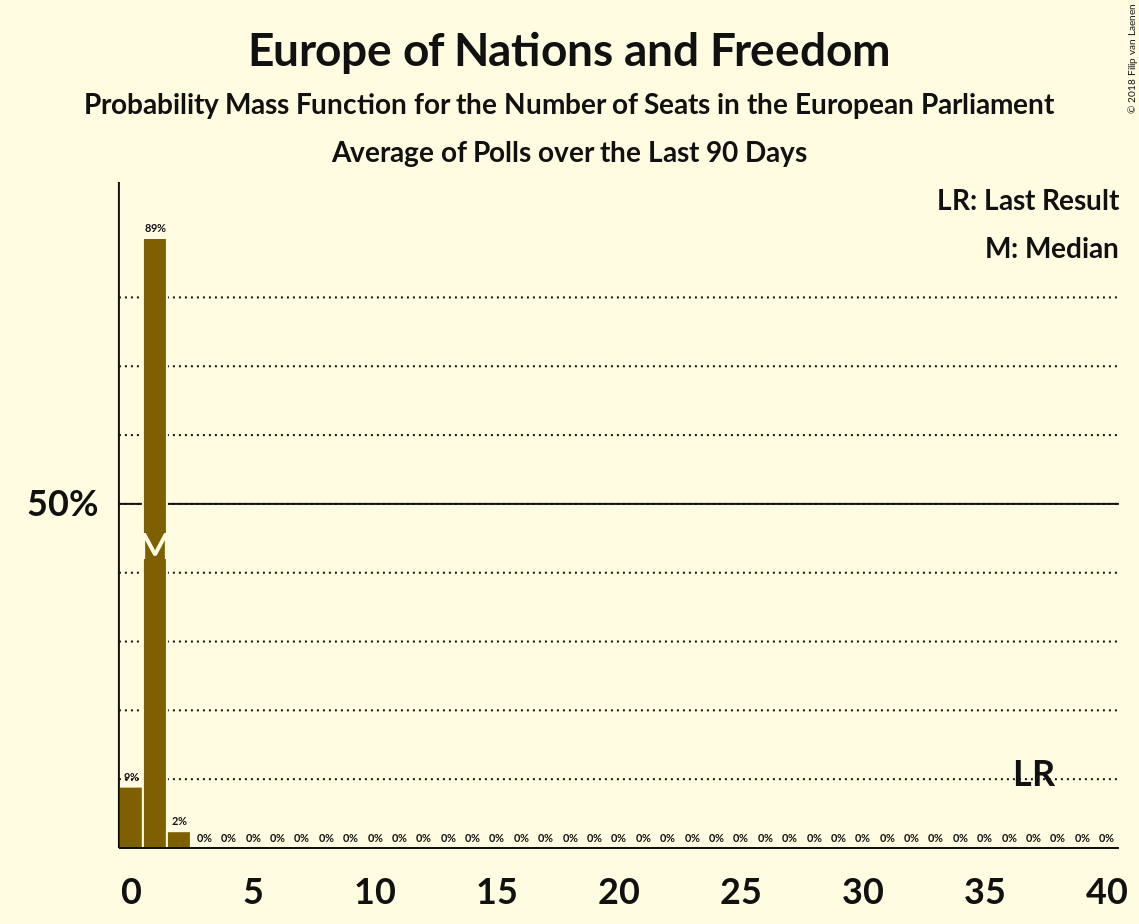 Europe of Nations and Freedom
Probability Mass Function for the Number of Seats in the European Parliament
Average of Polls over the Last 90 Days
© 2018 Filip van Laenen
LR: Last Result
M: Median
89%
50%
M
LR
9%
2%
0% 0% 0% 0% 0% 0% 0% 0% 0% 0% 0% 0% 0% 0% 0% 0% 0% 0% 0% 0% 0% 0% 0% 0% 0% 0% 0% 0% 0% 0% 0% 0% 0% 0% 0% 0% 0% 0%
0 5 10 15 20 25 30 35 40